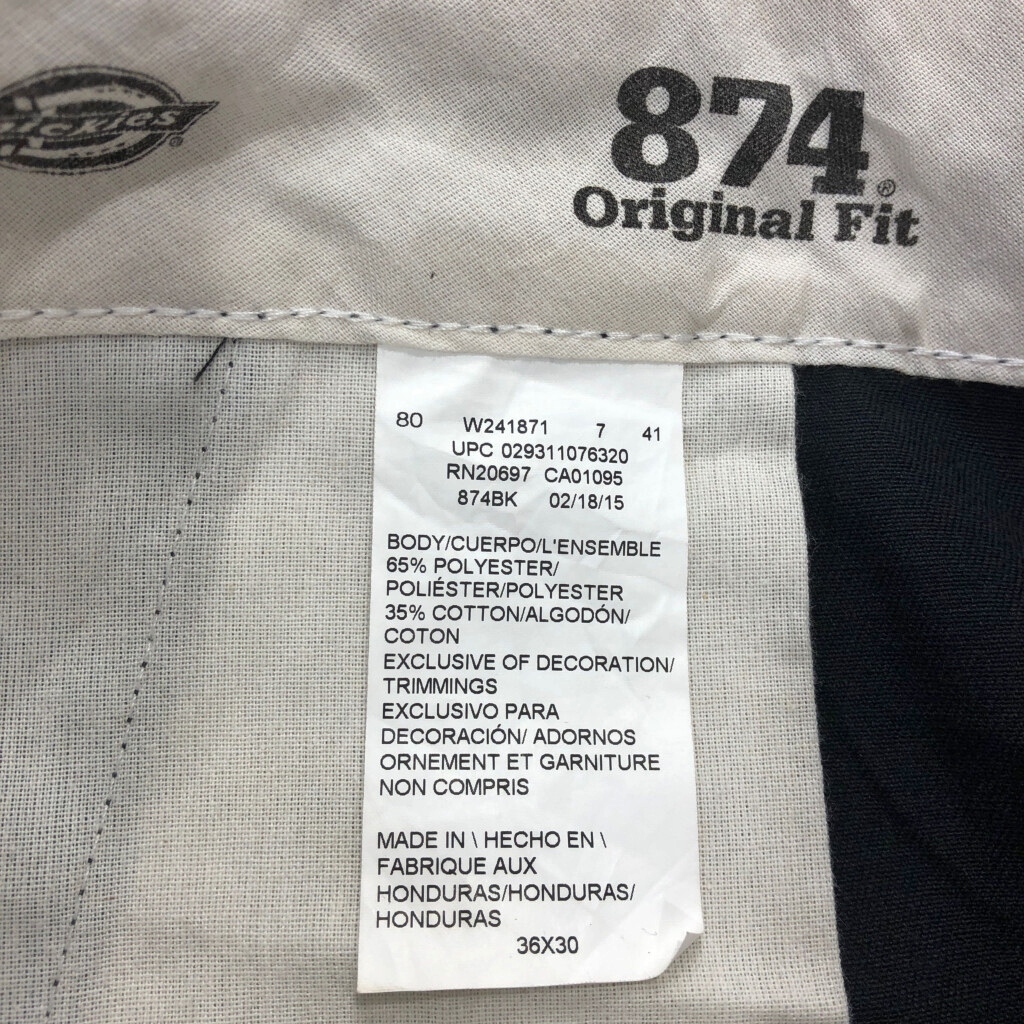 Dickies®
874®
Original Fit
80 W241871 7 41
UPC 029311076320
RN20697 CA01095
874BK 02/18/15
BODY/CUERPO/L'ENSEMBLE
65% POLYESTER/
POLIÉSTER/POLYESTER
35% COTTON/ALGODÓN/
COTON
EXCLUSIVE OF DECORATION/
TRIMMINGS
EXCLUSIVO PARA
DECORACIÓN/ ADORNOS
ORNEMENT ET GARNITURE
NON COMPRIS
MADE IN \ HECHO EN \
FABRIQUE AUX
HONDURAS/HONDURAS/
HONDURAS
36X30